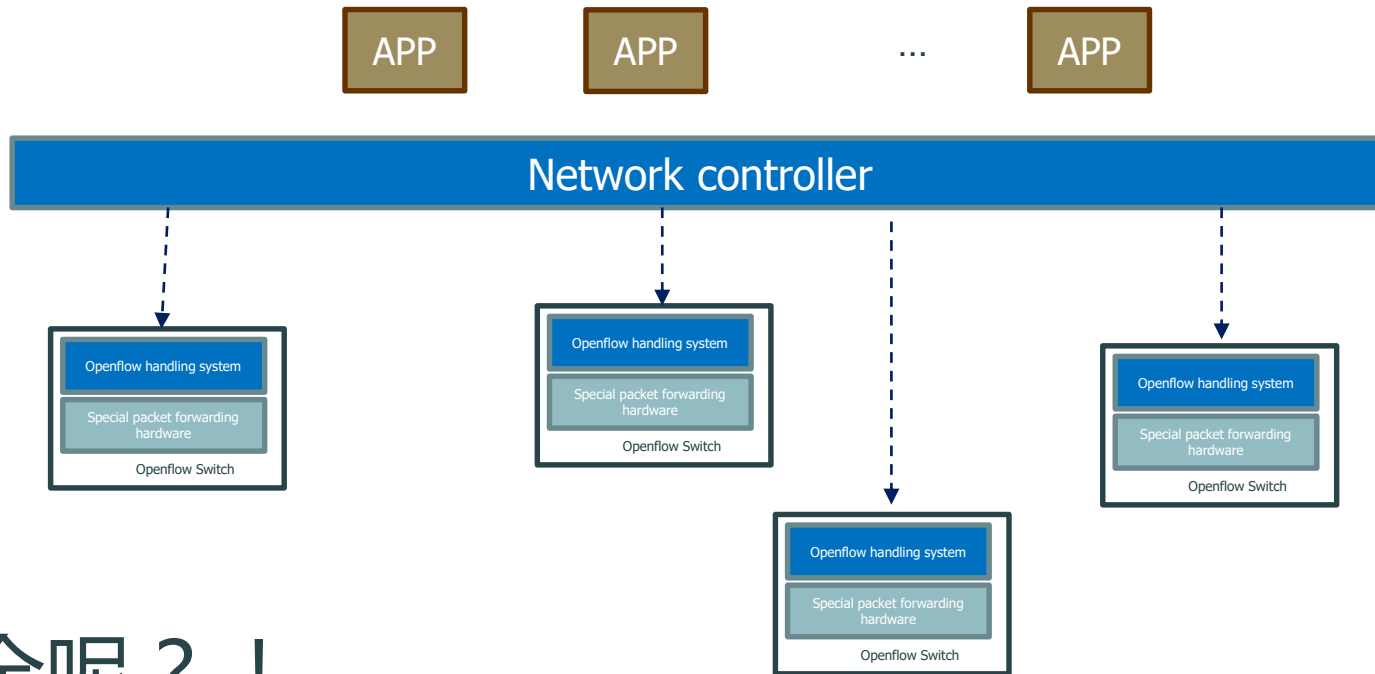 APP
APP
...
APP
Network controller
Openflow handling system
Special packet forwarding
hardware
Openflow Switch
Openflow handling system
Special packet forwarding
hardware
Openflow Switch
Openflow handling system
Special packet forwarding
hardware
Openflow Switch
Openflow handling system
Special packet forwarding
hardware
Openflow Switch
呢?!